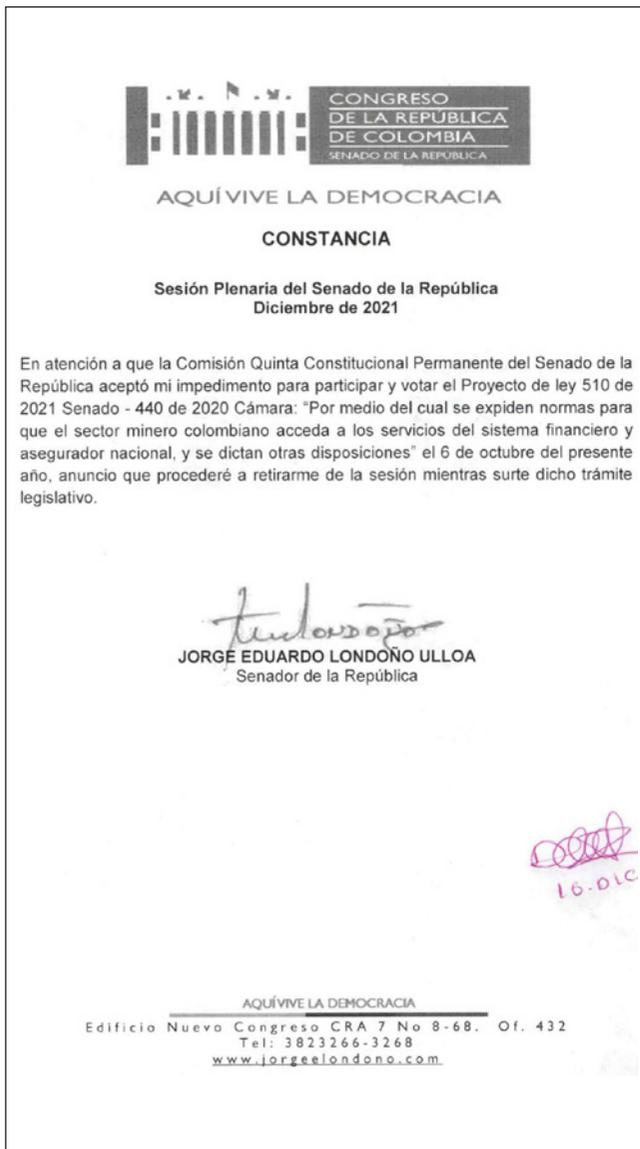 CONGRESO
DE LA REPÚBLICA
DE COLOMBIA
SENADO DE LA REPÚBLICA
AQUÍ VIVE LA DEMOCRACIA
CONSTANCIA
Sesión Plenaria del Senado de la República
Diciembre de 2021
En atención a que la Comisión Quinta Constitucional Permanente del Senado de la
República aceptó mi impedimento para participar y votar el Proyecto de ley 510 de
2021 Senado - 440 de 2020 Cámara: “Por medio del cual se expiden normas para
que el sector minero colombiano acceda a los servicios del sistema financiero y
asegurador nacional, y se dictan otras disposiciones” el 6 de octubre del presente
año, anuncio que procederé a retirarme de la sesión mientras surte dicho trámite
legislativo.
Londoño
JORGE EDUARDO LONDOÑO ULLOA
Senador de la República
16-DIC
AQUÍ VIVE LA DEMOCRACIA
Edificio Nuevo Congreso CRA 7 No 8-68. Of. 432
Tel: 3823266-3268
www.jorgeelondono.com